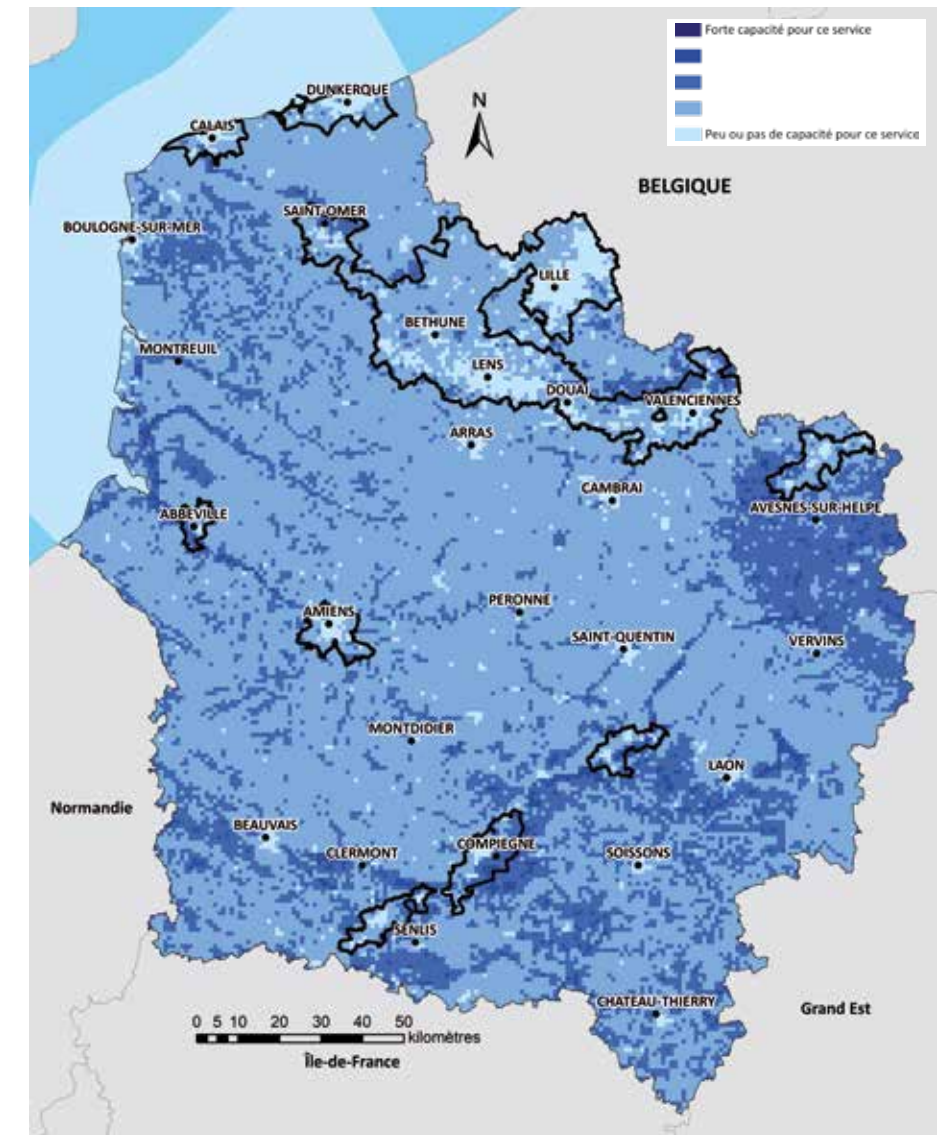 Forte capacité pour ce service
Peu ou pas de capacité pour ce service
N
DUNKERQUE
CALAIS
BELGIQUE
SAINT-OMER
BOULOGNE-SUR-MER
LILLE
BETHUNE
MONTREUIL
LENS
DOUAI
VALENCIENNES
ARRAS
CAMBRAI
AVESNES-SUR-HELPE
ABBEVILLE
PERONNE
AMIENS
SAINT-QUENTIN
VERVINS
MONTDIDIER
LAON
Normandie
BEAUVAIS
CLERMONT
COMPIEGNE
SOISSONS
SENLIS
CHATEAU-THIERRY
Grand Est
0 5 10 20 30 40 50
kilomètres
Île-de-France